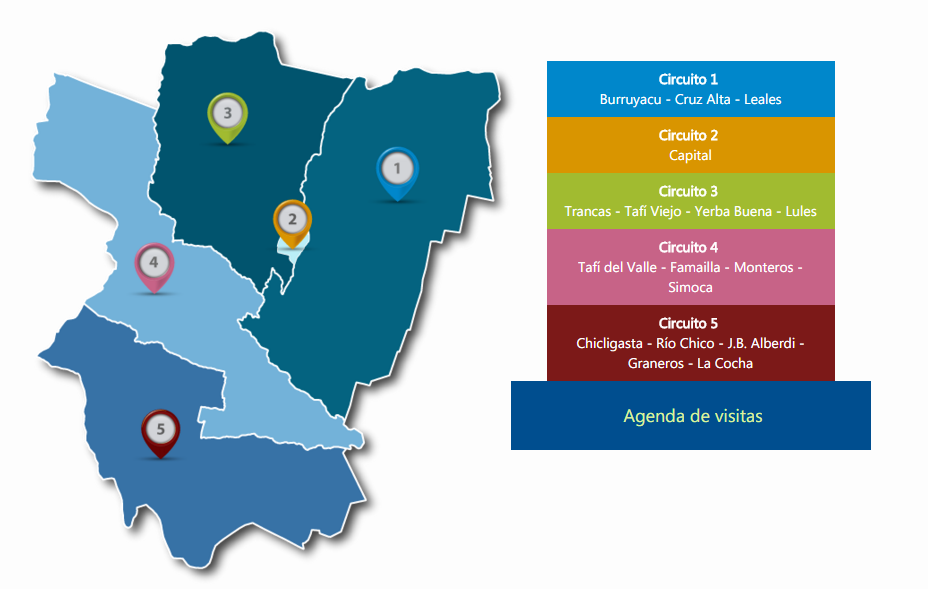 3
1
2
4
5
Circuito 1
Burruyacu - Cruz Alta - Leales
Circuito 2
Capital
Circuito 3
Trancas - Tafí Viejo - Yerba Buena - Lules
Circuito 4
Tafí del Valle - Famailla - Monteros -
Simoca
Circuito 5
Chicligasta - Río Chico - J.B. Alberdi -
Graneros - La Cocha
Agenda de visitas